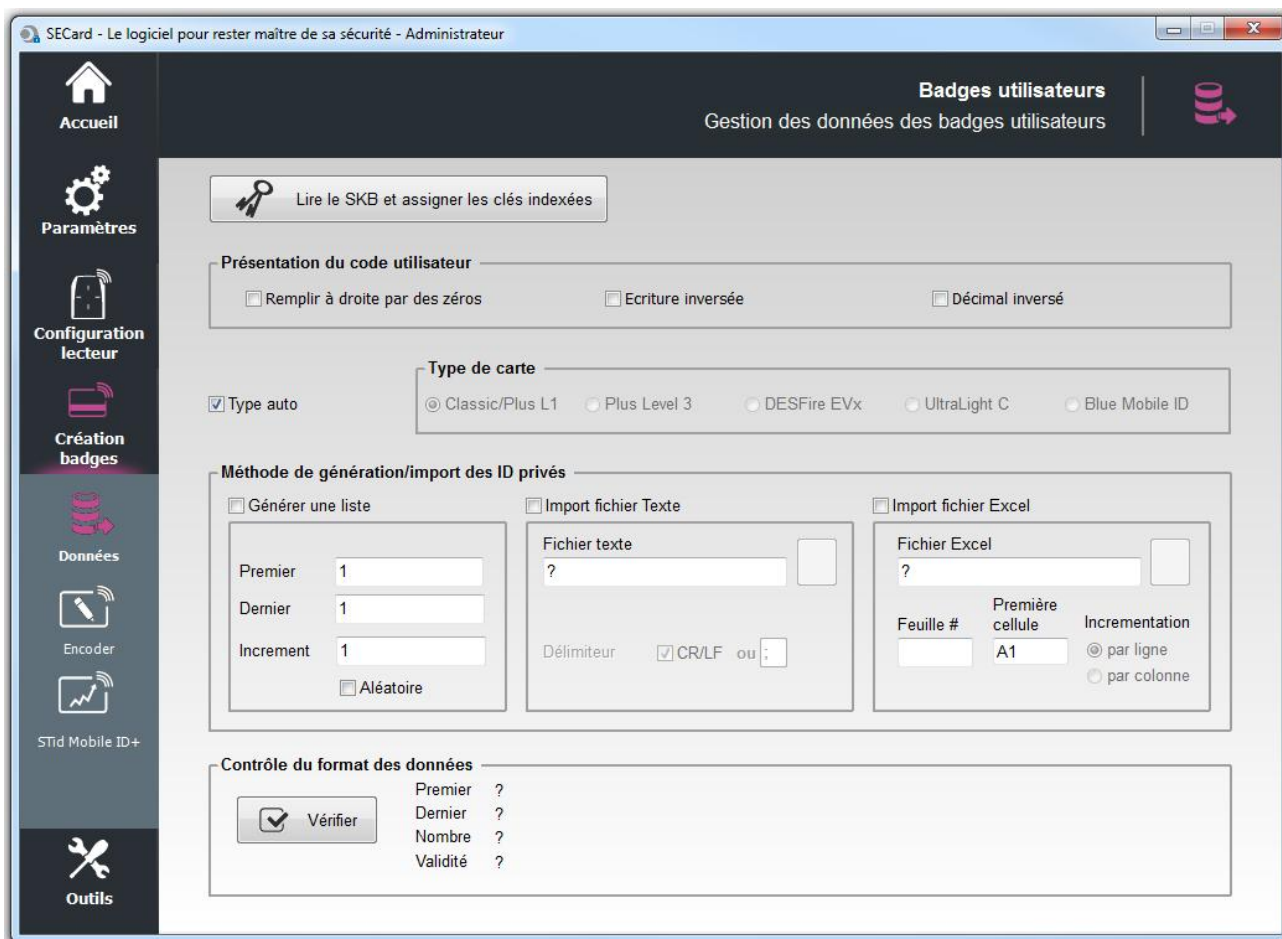 SECard - Le logiciel pour rester maître de sa sécurité - Administrateur
Accueil
Badges utilisateurs
Gestion des données des badges utilisateurs
Paramètres
Configuration
lecteur
Création
badges
Données
Encoder
STid Mobile ID+
Outils
Lire le SKB et assigner les clés indexées
Présentation du code utilisateur
Remplir à droite par des zéros
Ecriture inversée
Décimal inversé
Type auto
Type de carte
Classic/Plus L1
Plus Level 3
DESFire EVx
UltraLight C
Blue Mobile ID
Méthode de génération/import des ID privés
Générer une liste
Premier 1
Dernier 1
Increment 1
Aléatoire
Import fichier Texte
Fichier texte
?
Délimiteur CR/LF ou ;
Import fichier Excel
Fichier Excel
?
Feuille #
Première
cellule
A1
Incrementation
par ligne
par colonne
Contrôle du format des données
Vérifier
Premier ?
Dernier ?
Nombre ?
Validité ?